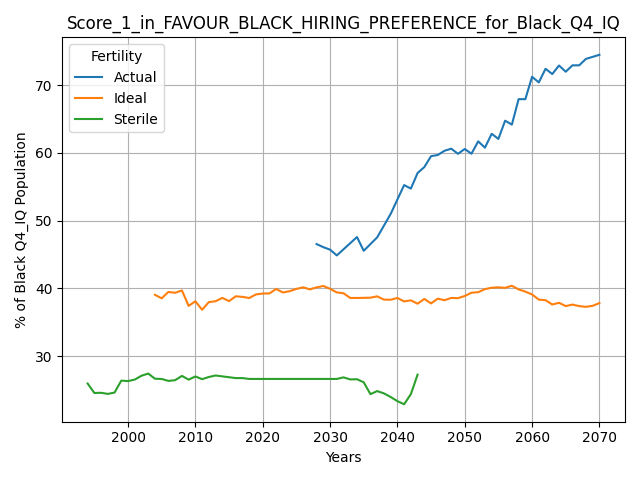 Score_1_in_FAVOUR_BLACK_HIRING_PREFERENCE_for_Black_Q4_IQ
Fertility
Actual
Ideal
Sterile
% of Black Q4_IQ Population
70
60
50
40
30
2000 2010 2020 2030 2040 2050 2060 2070
Years